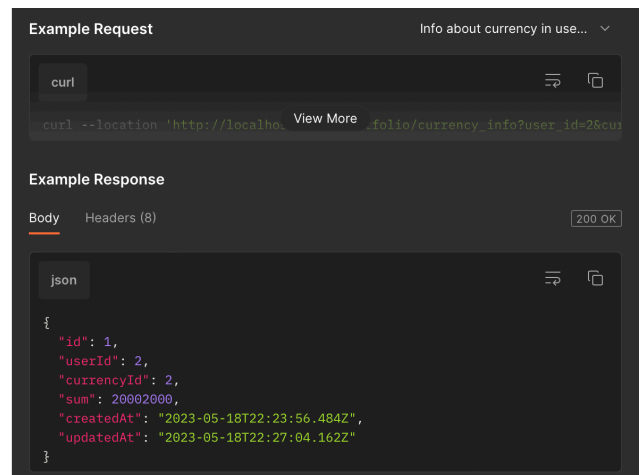 Example Request
Info about currency in use...
curl
View More
curl --location 'http://localhos folio/currency_info?user_id=2&cu
Example Response
Body Headers (8) 200 OK
json
{
"id": 1,
"userId": 2,
"currencyId": 2,
"sum": 20002000,
"createdAt": "2023-05-18T22:23:56.484Z",
"updatedAt": "2023-05-18T22:27:04.162Z"
}